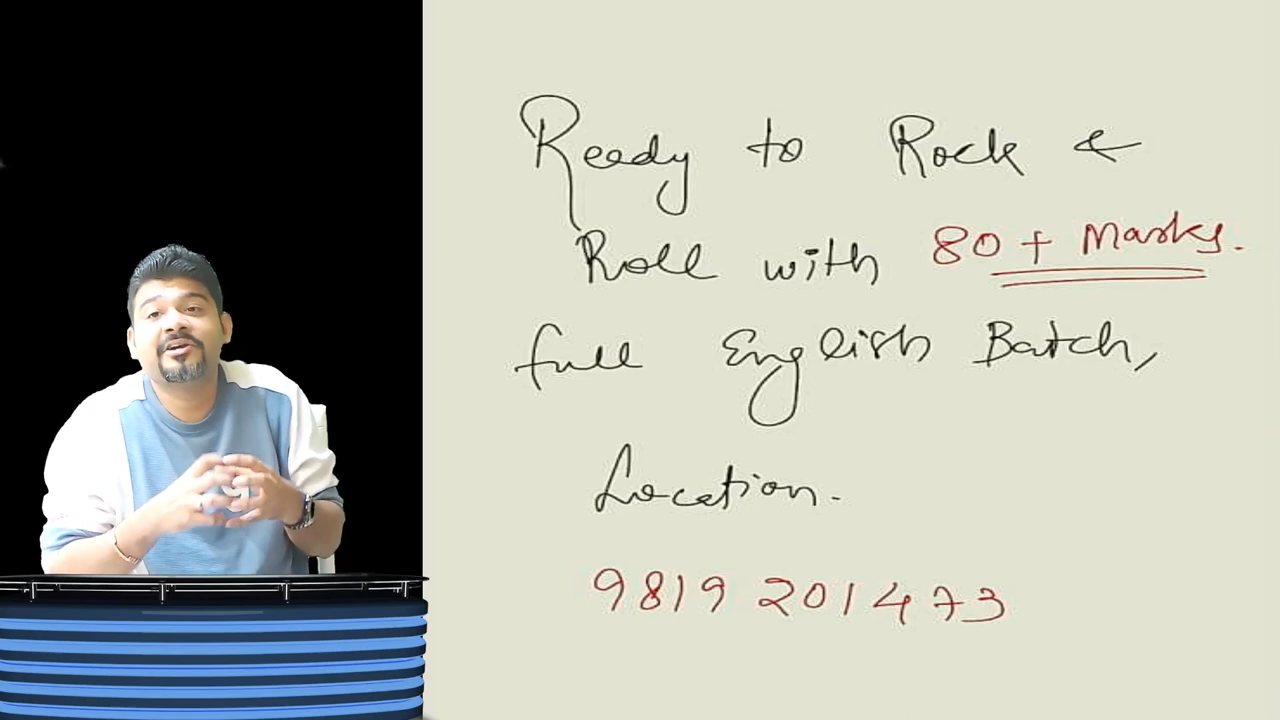 Ready to Rock &
Roll with 80+ Marks.
full English Batch,
Location.
9819 201473